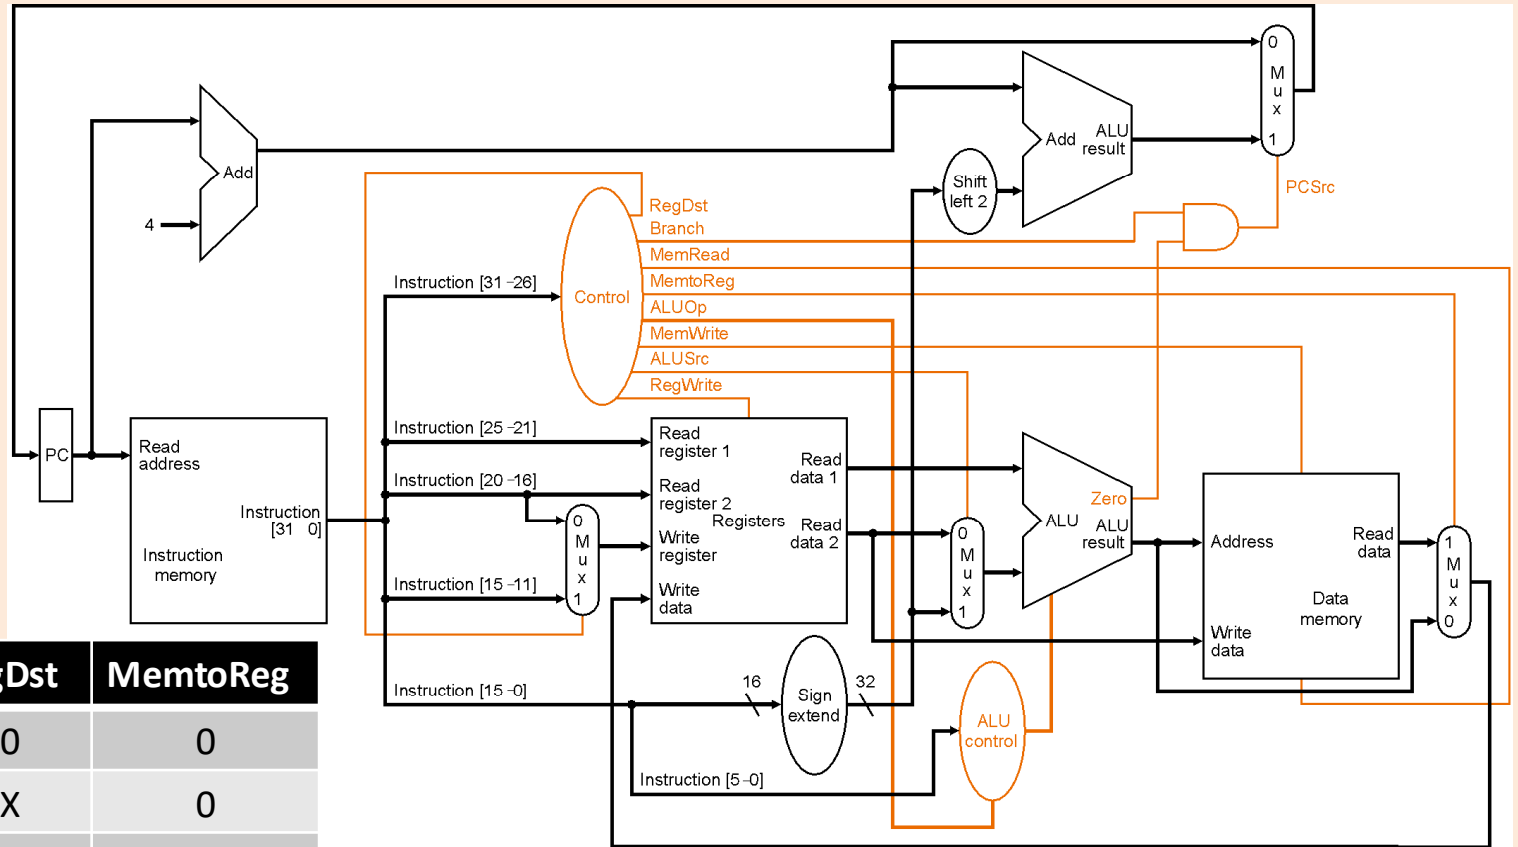 0
M
u
x
1
Add
4
Add
ALU
result
Shift
left 2
PCSrc
RegDst
Branch
MemRead
MemtoReg
ALUOp
MemWrite
ALUSrc
RegWrite
Control
Instruction [31–26]
Instruction [25–21]
Instruction [20–16]
Instruction [15–11]
Instruction [15–0]
Instruction [5–0]
PC
Read
address
Instruction
[31 0]
Instruction
memory
0
M
u
x
1
Read
register 1
Read
register 2
Write
register
Write
data
Registers
Read
data 1
Read
data 2
0
M
u
x
1
Zero
ALU
ALU
result
Address
Write
data
Read
data
Data
memory
1
M
u
x
0
16
Sign
extend
32
ALU
control
gDst MemtoReg
0 0
X 0